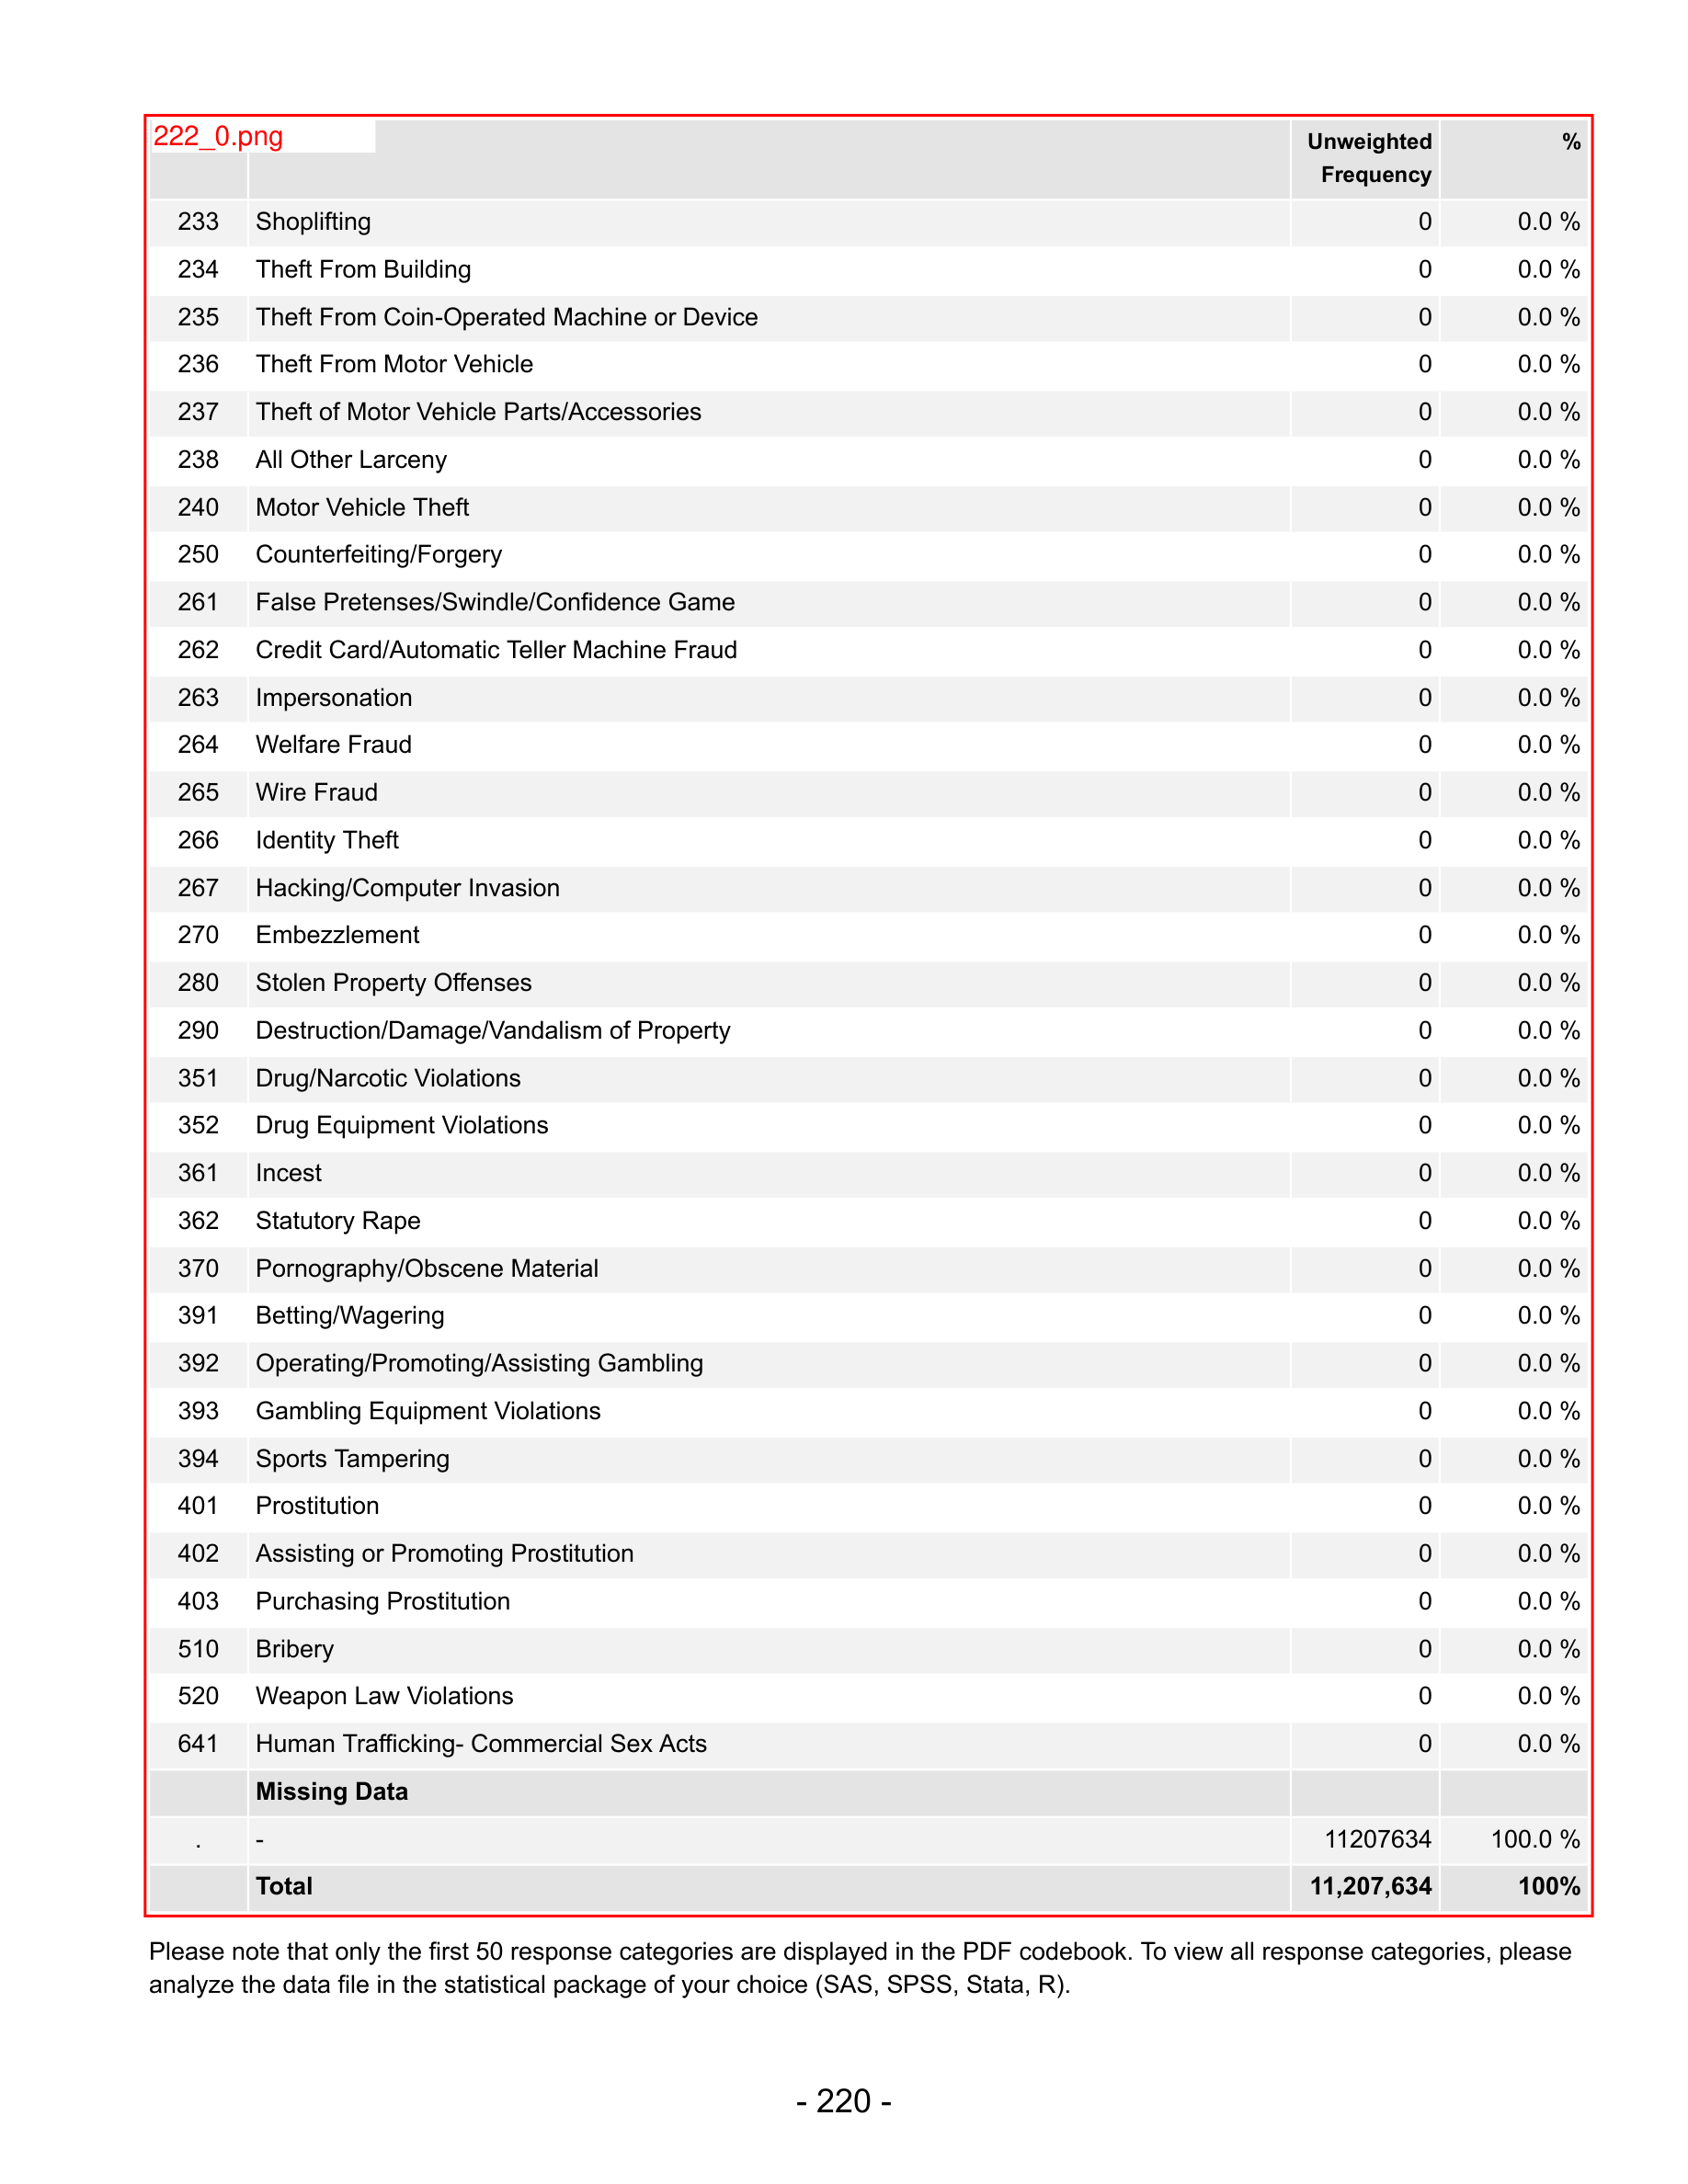 222_0.png
Unweighted Frequency %
233 Shoplifting 0 0.0 %
234 Theft From Building 0 0.0 %
235 Theft From Coin-Operated Machine or Device 0 0.0 %
236 Theft From Motor Vehicle 0 0.0 %
237 Theft of Motor Vehicle Parts/Accessories 0 0.0 %
238 All Other Larceny 0 0.0 %
240 Motor Vehicle Theft 0 0.0 %
250 Counterfeiting/Forgery 0 0.0 %
261 False Pretenses/Swindle/Confidence Game 0 0.0 %
262 Credit Card/Automatic Teller Machine Fraud 0 0.0 %
263 Impersonation 0 0.0 %
264 Welfare Fraud 0 0.0 %
265 Wire Fraud 0 0.0 %
266 Identity Theft 0 0.0 %
267 Hacking/Computer Invasion 0 0.0 %
270 Embezzlement 0 0.0 %
280 Stolen Property Offenses 0 0.0 %
290 Destruction/Damage/Vandalism of Property 0 0.0 %
351 Drug/Narcotic Violations 0 0.0 %
352 Drug Equipment Violations 0 0.0 %
361 Incest 0 0.0 %
362 Statutory Rape 0 0.0 %
370 Pornography/Obscene Material 0 0.0 %
391 Betting/Wagering 0 0.0 %
392 Operating/Promoting/Assisting Gambling 0 0.0 %
393 Gambling Equipment Violations 0 0.0 %
394 Sports Tampering 0 0.0 %
401 Prostitution 0 0.0 %
402 Assisting or Promoting Prostitution 0 0.0 %
403 Purchasing Prostitution 0 0.0 %
510 Bribery 0 0.0 %
520 Weapon Law Violations 0 0.0 %
641 Human Trafficking- Commercial Sex Acts 0 0.0 %
Missing Data
. - 11207634 100.0 %
Total 11,207,634 100%
Please note that only the first 50 response categories are displayed in the PDF codebook. To view all response categories, please
analyze the data file in the statistical package of your choice (SAS, SPSS, Stata, R).
- 220 -